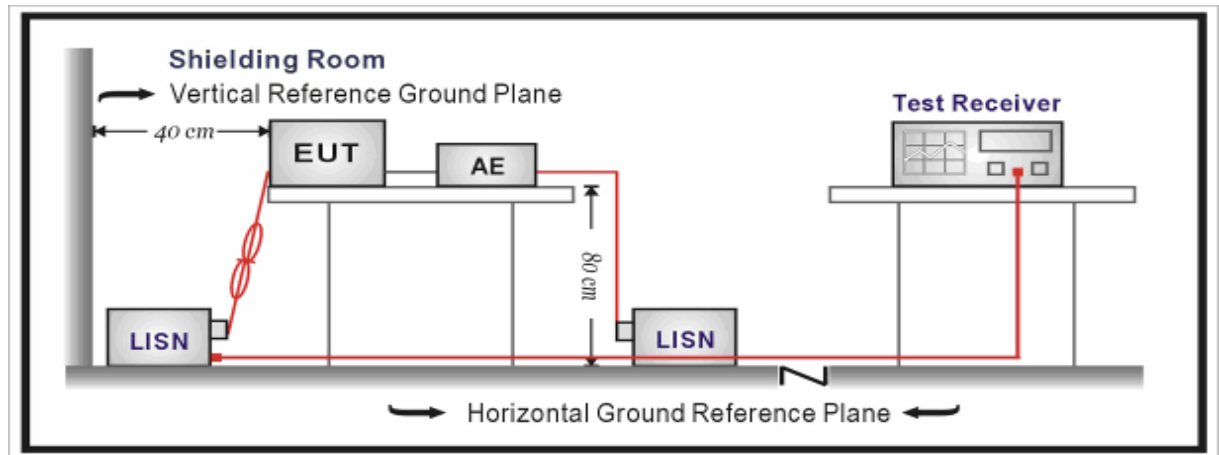 Shielding Room
Vertical Reference Ground Plane
40 cm
EUT
AE
Test Receiver
80 cm
LISN
LISN
Horizontal Ground Reference Plane